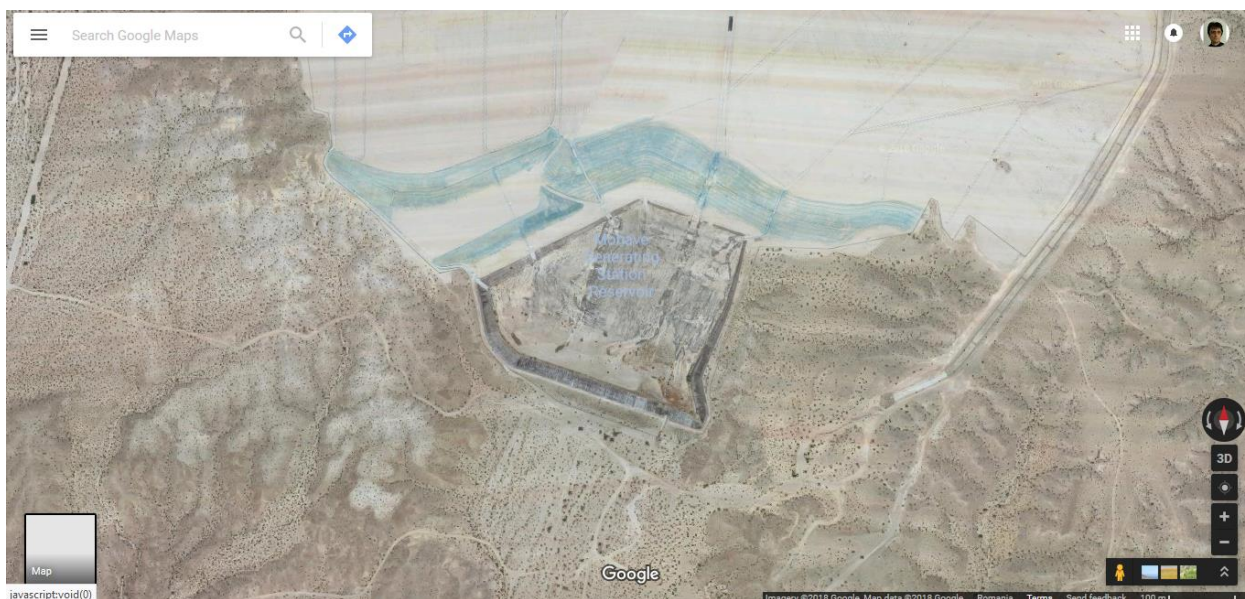 Search Google Maps
Mohave
Generating
Station
Reservoir
3D
+
−
Map
Google
javascript:void(0)
Imagery ©2018 Google, Map data ©2018 Google Romania Terms Send feedback 100 m